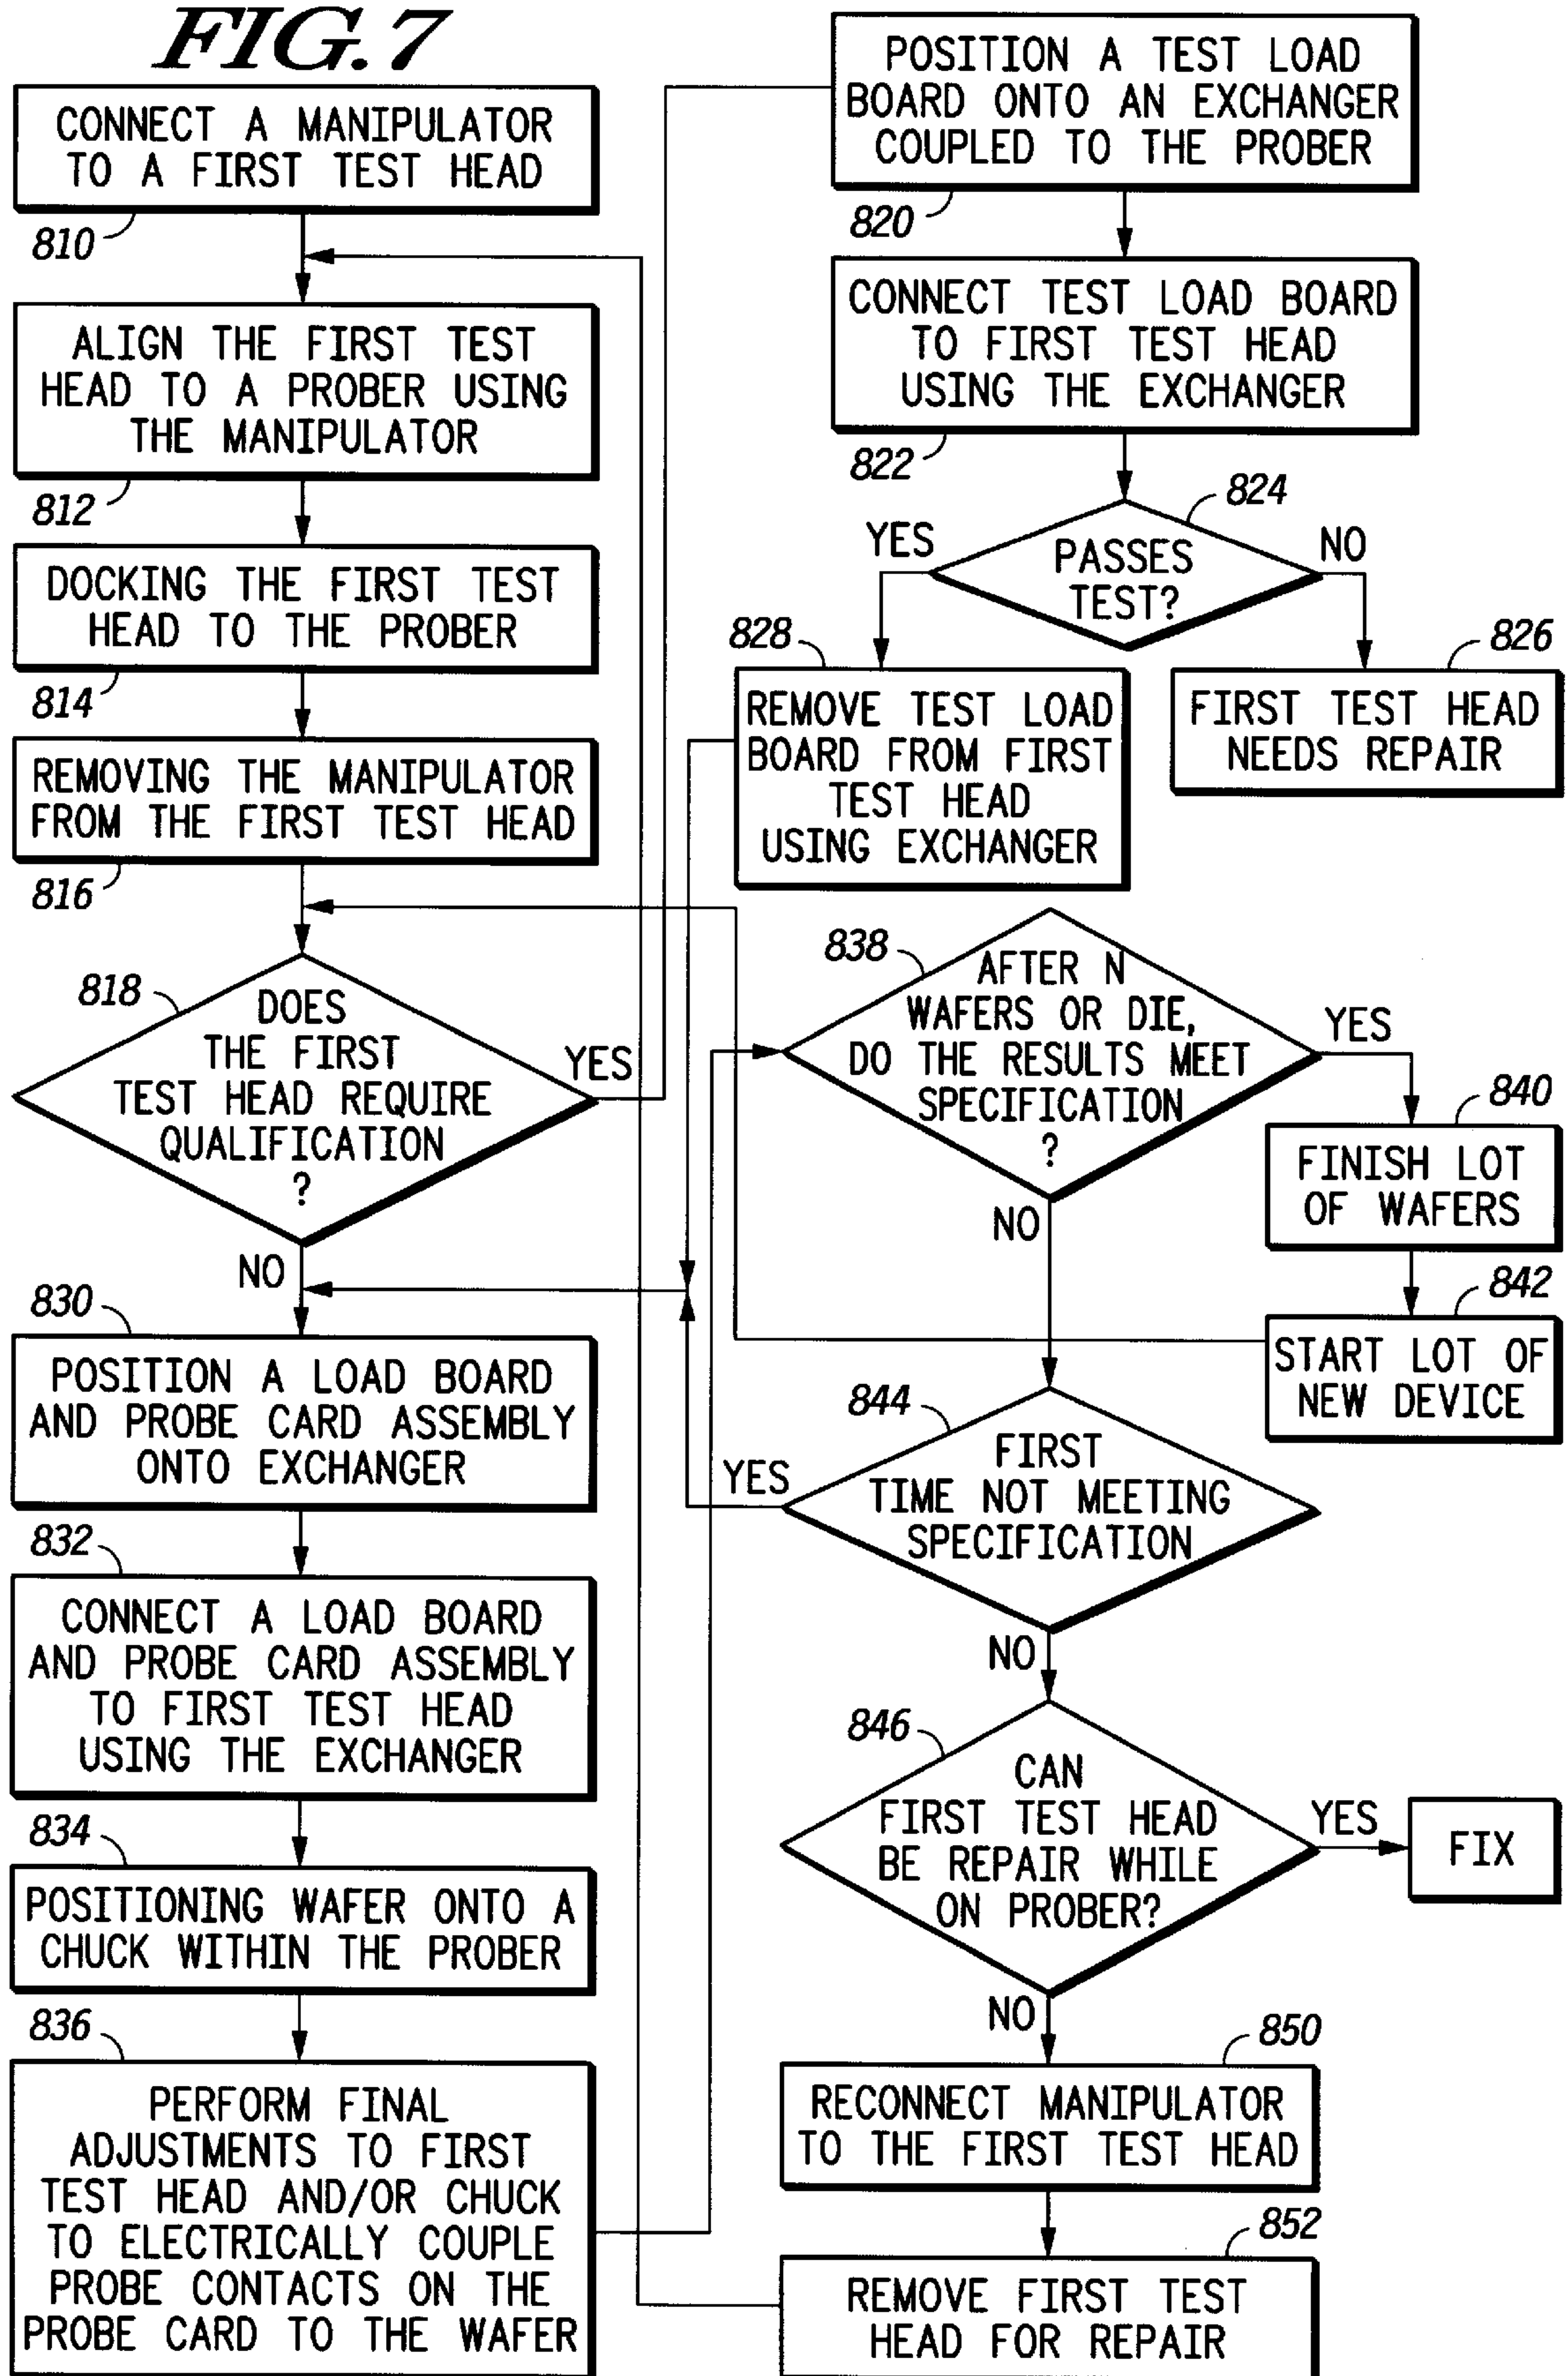 FIG. 7
CONNECT A MANIPULATOR
TO A FIRST TEST HEAD
810
ALIGN THE FIRST TEST
HEAD TO A PROBER USING
THE MANIPULATOR
812
DOCKING THE FIRST TEST
HEAD TO THE PROBER
814
REMOVING THE MANIPULATOR
FROM THE FIRST TEST HEAD
816
818
DOES
THE FIRST
TEST HEAD REQUIRE
QUALIFICATION
?
YES
NO
830
POSITION A LOAD BOARD
AND PROBE CARD ASSEMBLY
ONTO EXCHANGER
832
CONNECT A LOAD BOARD
AND PROBE CARD ASSEMBLY
TO FIRST TEST HEAD
USING THE EXCHANGER
834
POSITIONING WAFER ONTO A
CHUCK WITHIN THE PROBER
836
PERFORM FINAL
ADJUSTMENTS TO FIRST
TEST HEAD AND/OR CHUCK
TO ELECTRICALLY COUPLE
PROBE CONTACTS ON THE
PROBE CARD TO THE WAFER
POSITION A TEST LOAD
BOARD ONTO AN EXCHANGER
COUPLED TO THE PROBER
820
CONNECT TEST LOAD BOARD
TO FIRST TEST HEAD
USING THE EXCHANGER
822
824
YES
PASSES
TEST?
NO
828
REMOVE TEST LOAD
BOARD FROM FIRST
TEST HEAD
USING EXCHANGER
826
FIRST TEST HEAD
NEEDS REPAIR
838
AFTER N
WAFERS OR DIE,
DO THE RESULTS MEET
SPECIFICATION
?
YES
NO
840
FINISH LOT
OF WAFERS
842
START LOT OF
NEW DEVICE
844
FIRST
TIME NOT MEETING
SPECIFICATION
YES
NO
846
CAN
FIRST TEST HEAD
BE REPAIR WHILE
ON PROBER?
YES
FIX
NO
850
RECONNECT MANIPULATOR
TO THE FIRST TEST HEAD
852
REMOVE FIRST TEST
HEAD FOR REPAIR